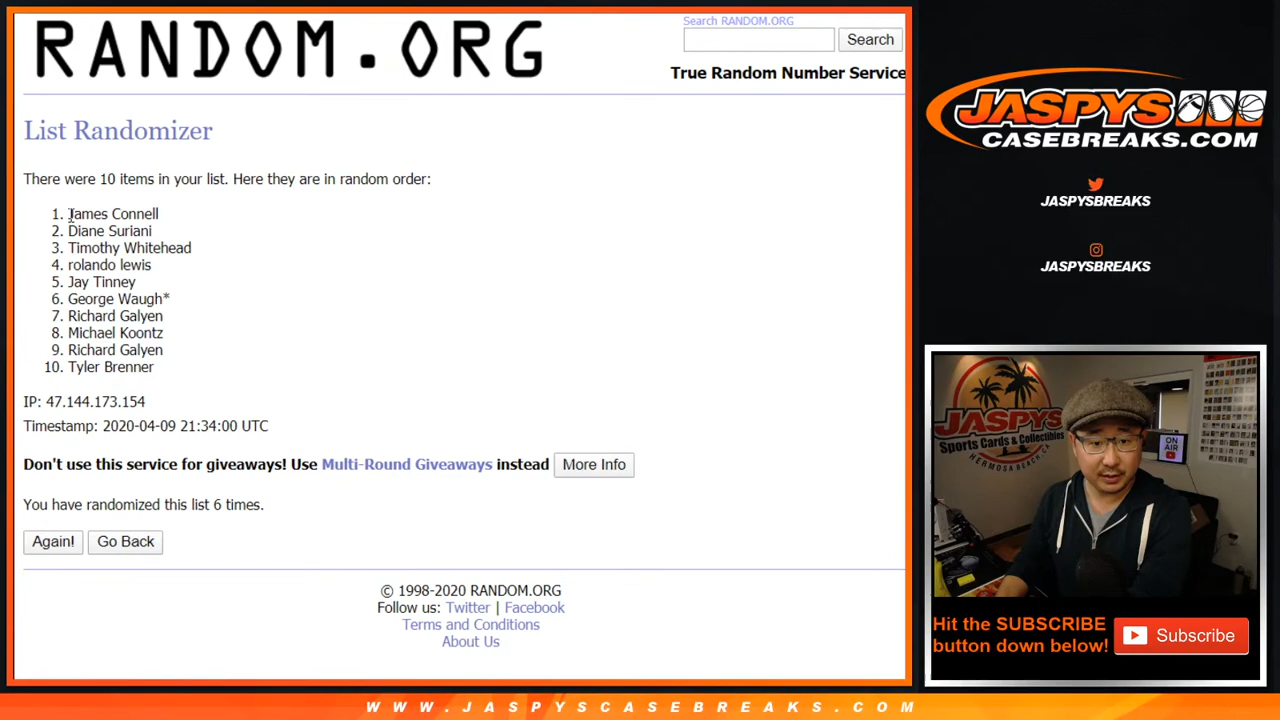 RANDOM.ORG
Search RANDOM.ORG
Search
True Random Number Service
List Randomizer
There were 10 items in your list. Here they are in random order:
1. James Connell
2. Diane Suriani
3. Timothy Whitehead
4. rolando lewis
5. Jay Tinney
6. George Waugh*
7. Richard Galyen
8. Michael Koontz
9. Richard Galyen
10. Tyler Brenner
IP: 47.144.173.154
Timestamp: 2020-04-09 21:34:00 UTC
Don't use this service for giveaways! Use Multi-Round Giveaways instead More Info
You have randomized this list 6 times.
Again! Go Back
© 1998-2020 RANDOM.ORG
Follow us: Twitter | Facebook
Terms and Conditions
About Us
JASPYS
CASEBREAKS.COM
JASPYSBREAKS
JASPYSBREAKS
JASPYS
Sports Cards & Collectibles
HERMOSA BEACH, CA
ON AIR
Hit the SUBSCRIBE
button down below!
Subscribe
WWW.JASPYSCASEBREAKS.COM